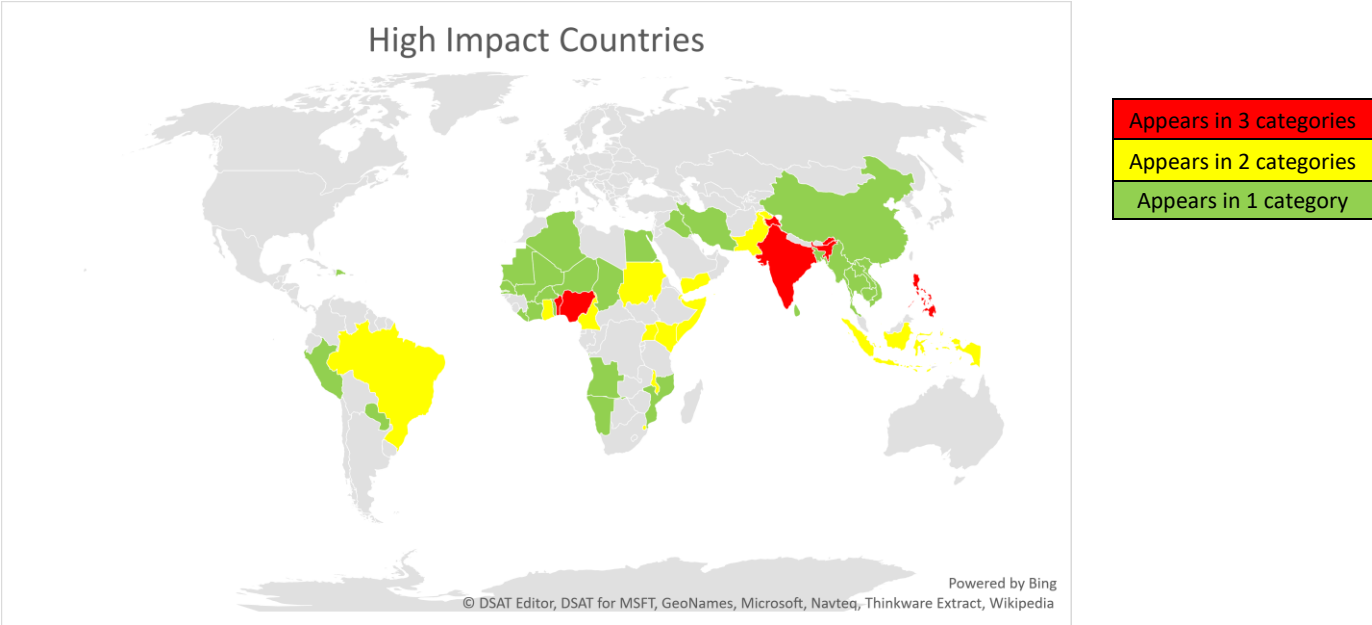 High Impact Countries
Appears in 3 categories
Appears in 2 categories
Appears in 1 category
Powered by Bing
© DSAT Editor, DSAT for MSFT, GeoNames, Microsoft, Navteq, Thinkware Extract, Wikipedia